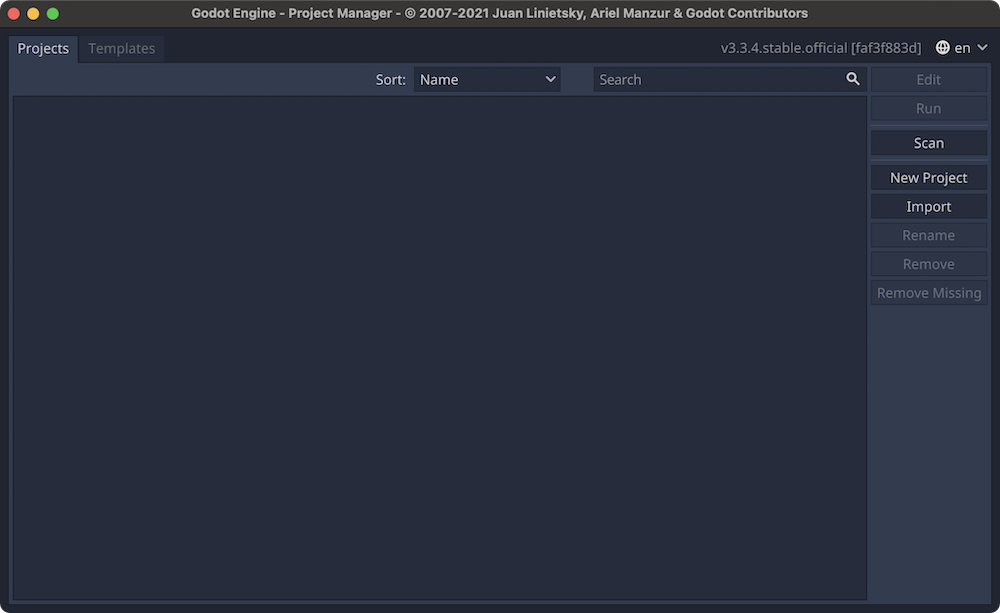 Godot Engine - Project Manager - © 2007-2021 Juan Linietsky, Ariel Manzur & Godot Contributors
Projects Templates v3.3.4.stable.official [faf3f883d] en
Sort: Name Search Edit
Run
Scan
New Project
Import
Rename
Remove
Remove Missing